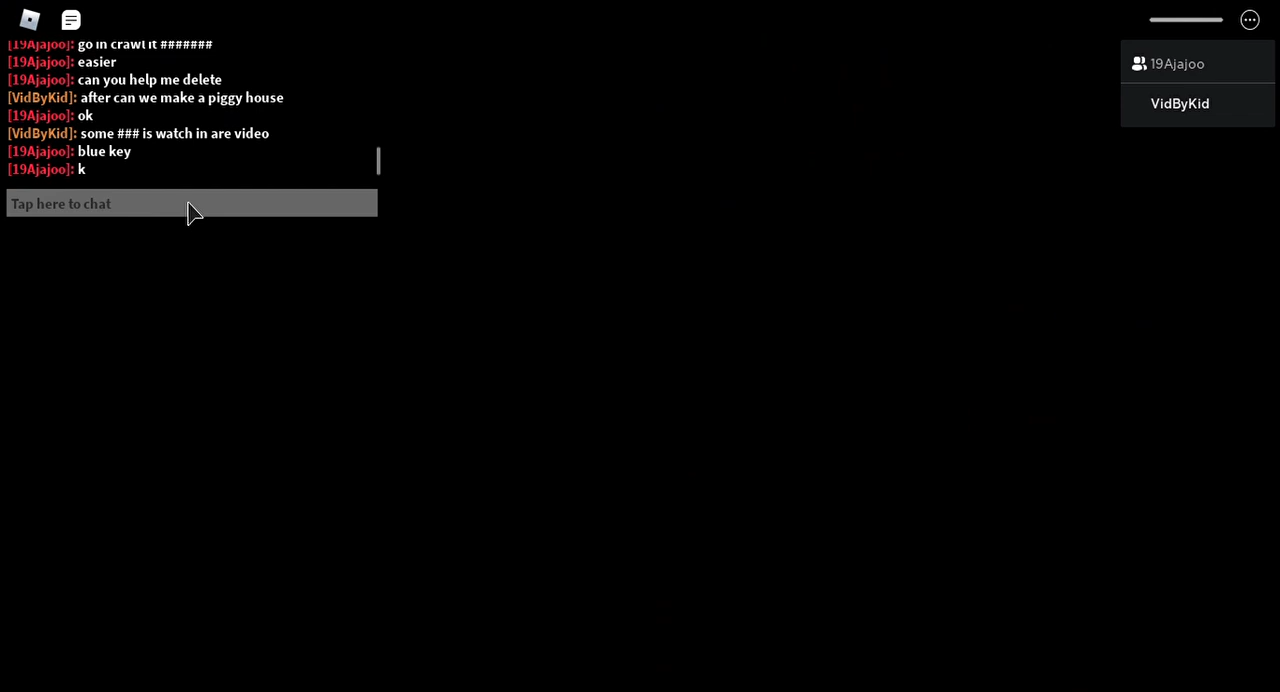 [19Ajajoo]: go in crawl it #######
[19Ajajoo]: easier
[19Ajajoo]: can you help me delete
[VidByKid]: after can we make a piggy house
[19Ajajoo]: ok
[VidByKid]: some ### is watch in are video
[19Ajajoo]: blue key
[19Ajajoo]: k
Tap here to chat
19Ajajoo
VidByKid